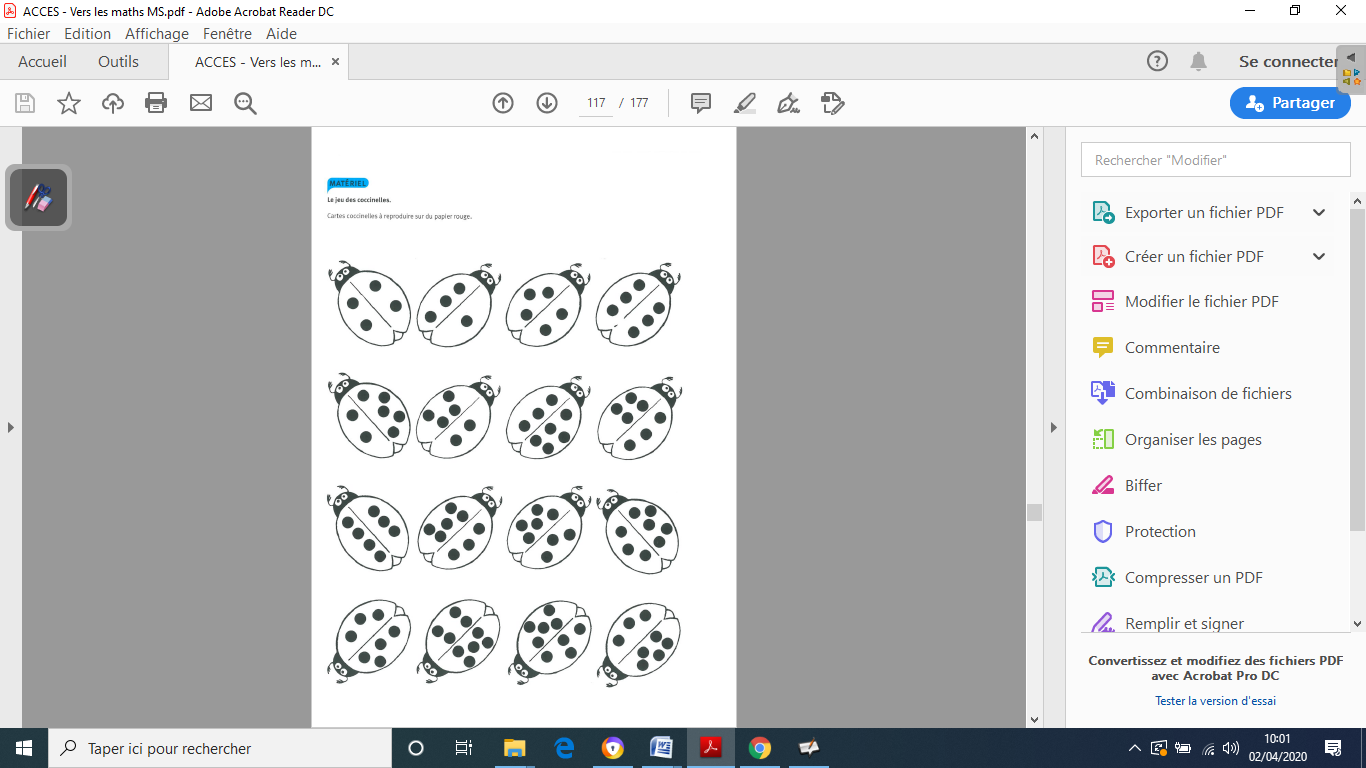 ACCES - Vers les maths MS.pdf - Adobe Acrobat Reader DC
Fichier Edition Affichage Fenêtre Aide
Accueil Outils ACCES - Vers les m... × Se connecter
117 / 177 Partager
Rechercher "Modifier"
MATÉRIEL
Le jeu des coccinelles.
Cartes coccinelles à reproduire sur du papier rouge.
Exporter un fichier PDF
Créer un fichier PDF
Modifier le fichier PDF
Commentaire
Combinaison de fichiers
Organiser les pages
Biffer
Protection
Compresser un PDF
Remplir et signer
Convertissez et modifiez des fichiers PDF
avec Acrobat Pro DC
Tester la version d'essai
Taper ici pour rechercher
10:01
02/04/2020